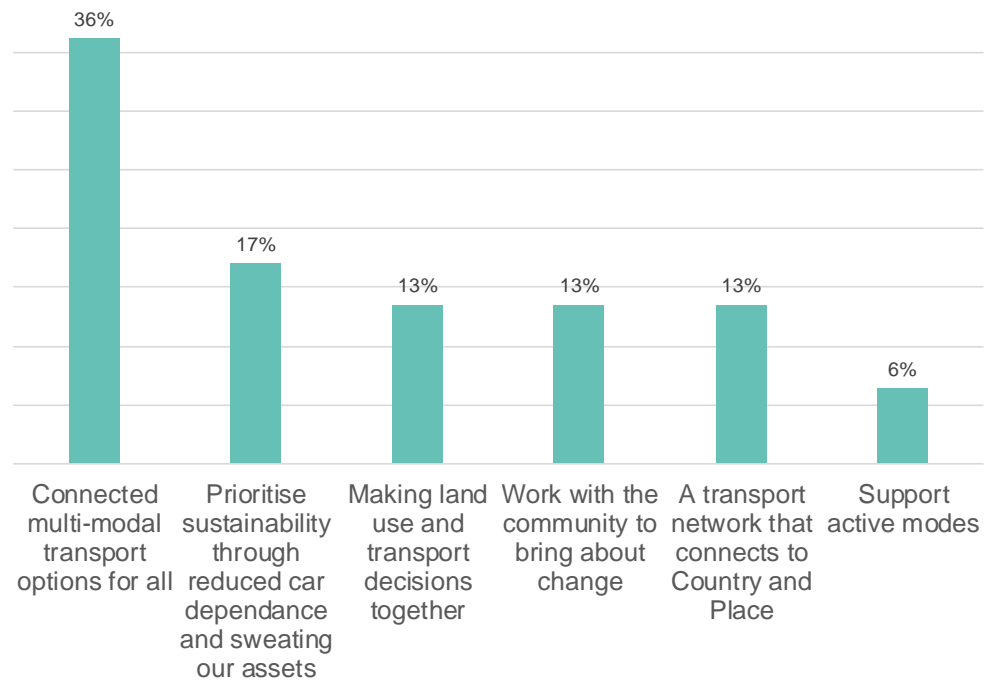 36%
17%
13%
13%
13%
6%
Connected
multi-modal
transport
options for all
Prioritise
sustainability
through
reduced car
dependance
and sweating
our assets
Making land
use and
transport
decisions
together
Work with the
community to
bring about
change
A transport
network that
connects to
Country and
Place
Support
active modes